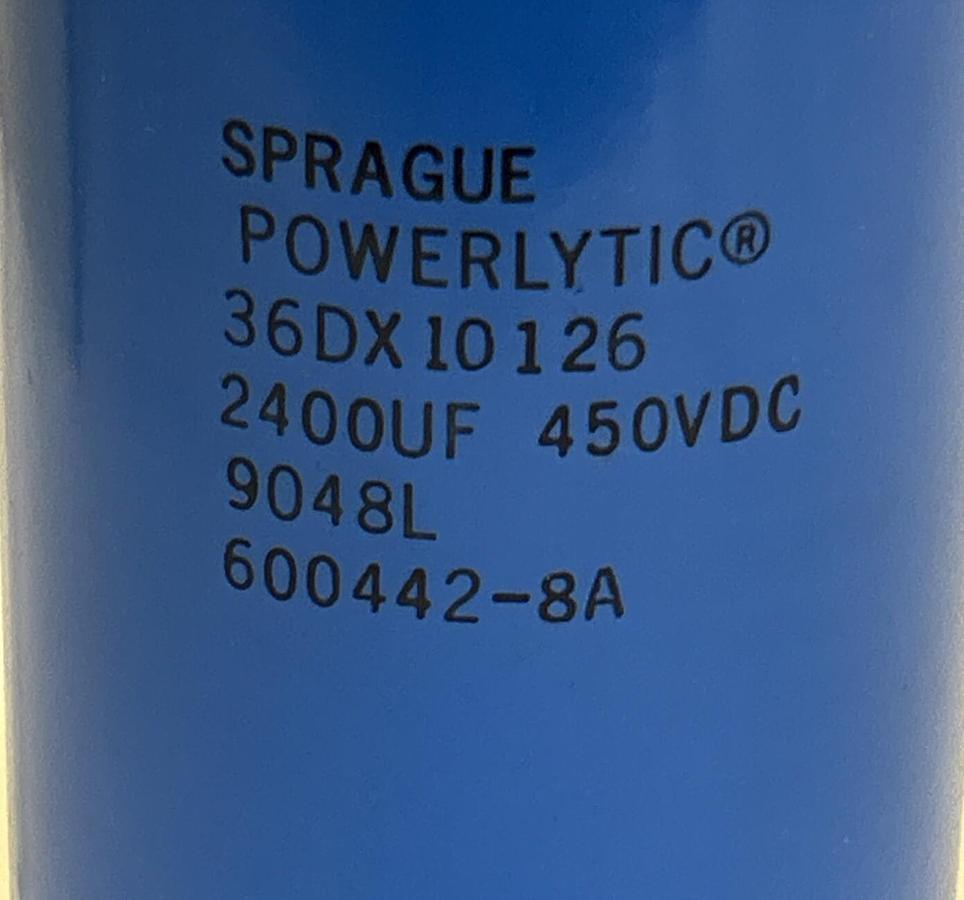 SPRAGUE
POWERLYTIC®
36DX10126
2400UF 450VDC
9048L
600442-8A